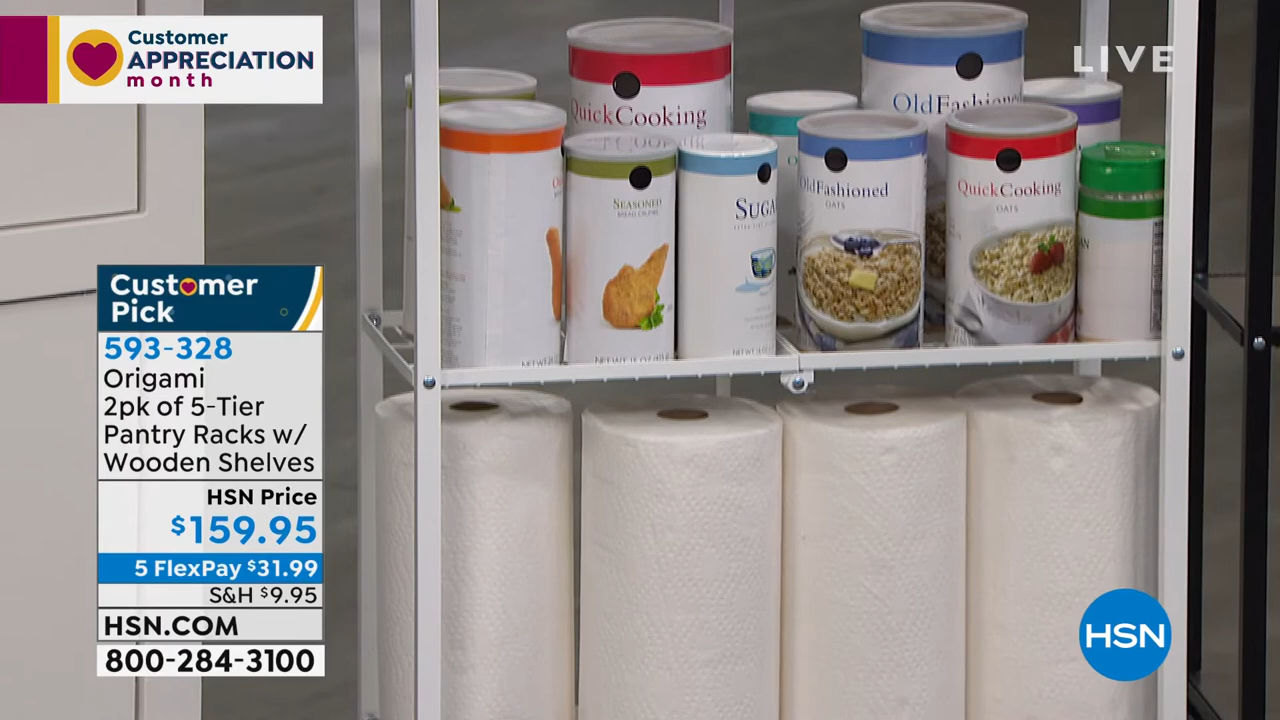 Customer
APPRECIATION
month
LIVE
Customer
Pick
593-328
Origami
2pk of 5-Tier
Pantry Racks w/
Wooden Shelves
HSN Price
$159.95
5 FlexPay $31.99
S&H $9.95
HSN.COM
800-284-3100
QuickCooking
OldFashioned
SEASONED
BREAD CRUMBS
SUGA
OldFashioned
OATS
QuickCooking
OATS
HSN